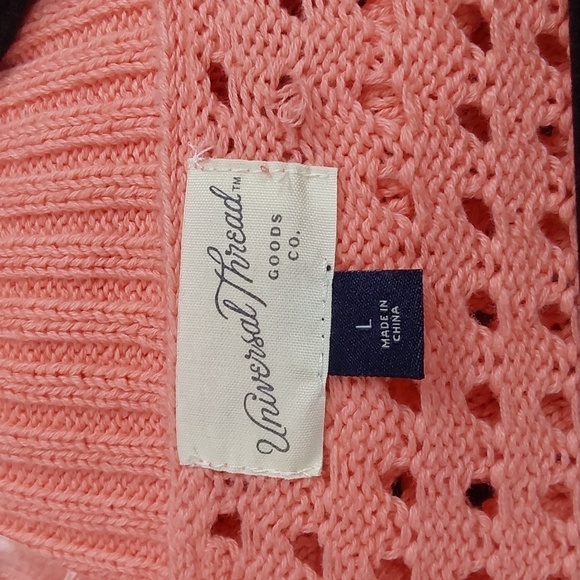 Universal Thread™
GOODS
CO.
L
MADE IN
CHINA